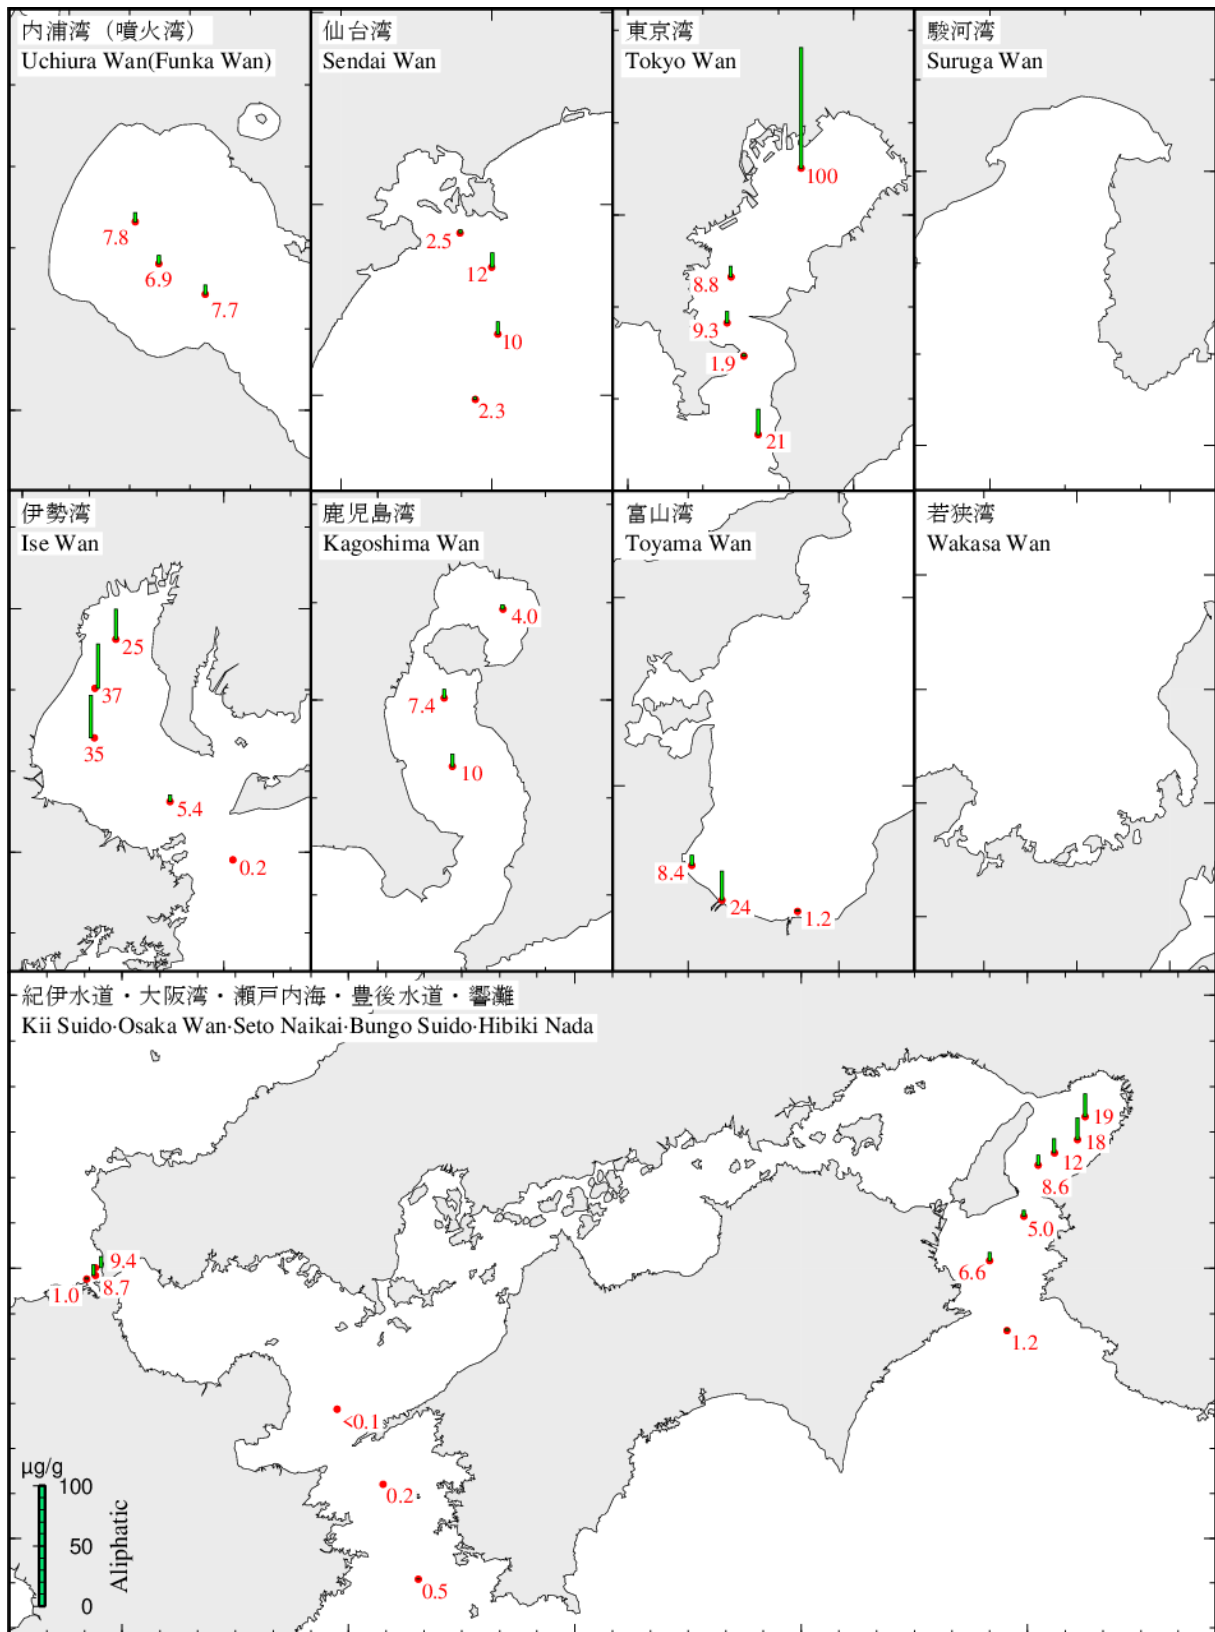 内浦湾（噴火湾）
Uchiura Wan(Funka Wan)
7.8
6.9
7.7
仙台湾
Sendai Wan
2.5
12
10
2.3
東京湾
Tokyo Wan
100
8.8
9.3
1.9
21
駿河湾
Suruga Wan
伊勢湾
Ise Wan
25
37
35
5.4
0.2
鹿児島湾
Kagoshima Wan
4.0
7.4
10
富山湾
Toyama Wan
8.4
24
1.2
若狭湾
Wakasa Wan
紀伊水道・大阪湾・瀬戸内海・豊後水道・響灘
Kii Suido·Osaka Wan·Seto Naikai·Bungo Suido·Hibiki Nada
19
18
12
8.6
5.0
6.6
1.2
9.4
8.7
1.0
<0.1
0.2
0.5
µg/g
100
50
0
Aliphatic